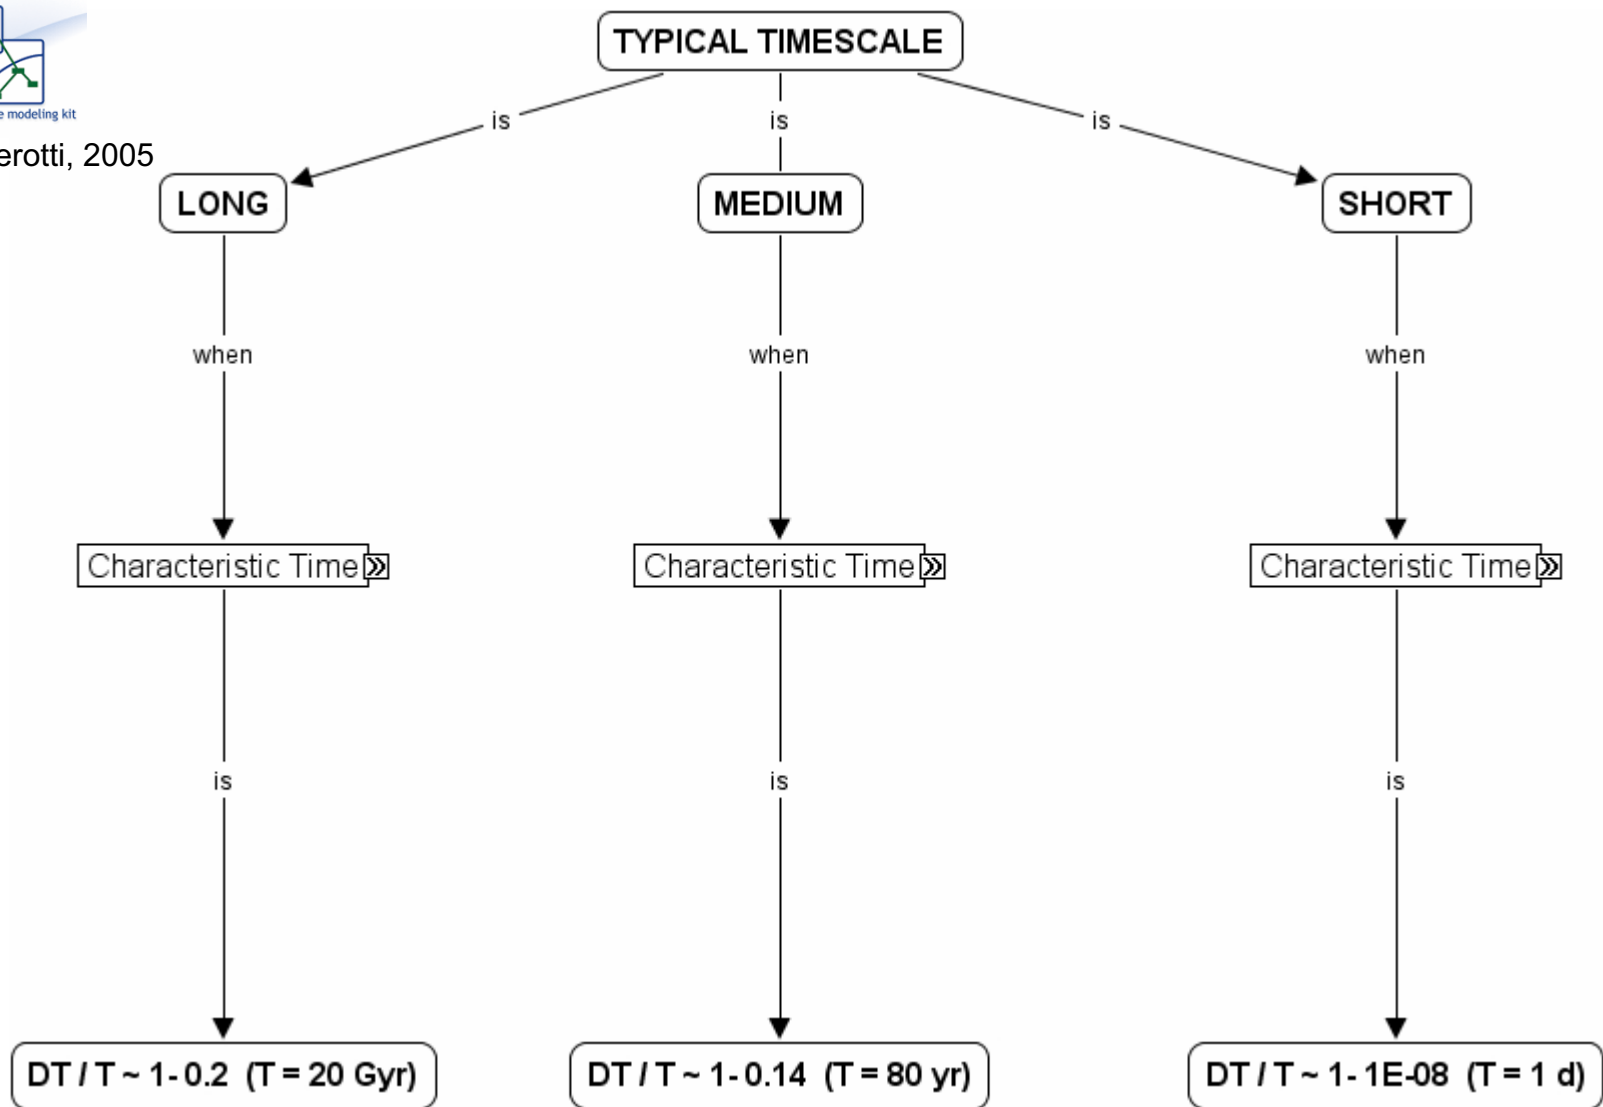 TYPICAL TIMESCALE
modeling kit
is is is
2005
LONG MEDIUM SHORT
when when when
Characteristic Time Characteristic Time Characteristic Time
is is is
DT / T ~ 1- 0.2 (T = 20 Gyr) DT / T ~ 1- 0.14 (T = 80 yr) DT / T ~ 1- 1E-08 (T = 1 d)